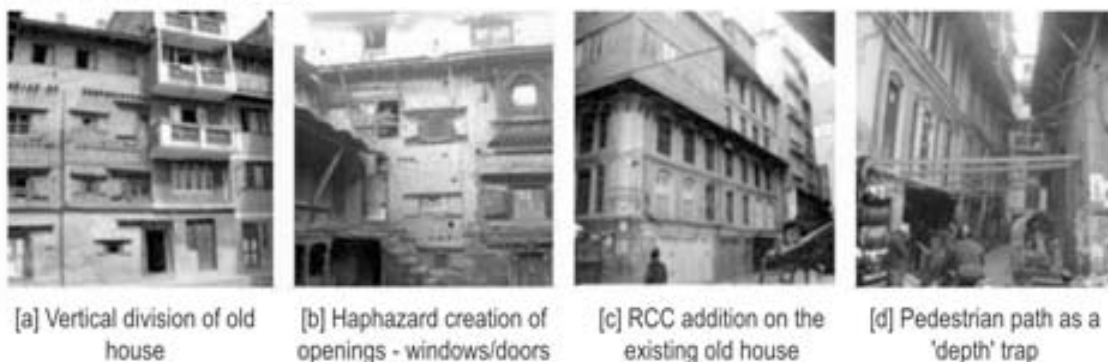 [a] Vertical division of old
house
[b] Haphazard creation of
openings - windows/doors
[c] RCC addition on the
existing old house
[d] Pedestrian path as a
'depth' trap